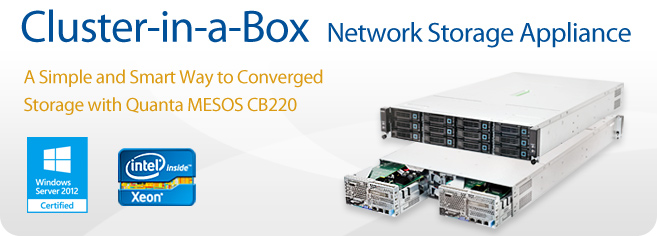 Cluster-in-a-Box Network Storage Appliance
A Simple and Smart Way to Converged
Storage with Quanta MESOS CB220
Windows
Server 2012
Certified
intel inside™
Xeon®